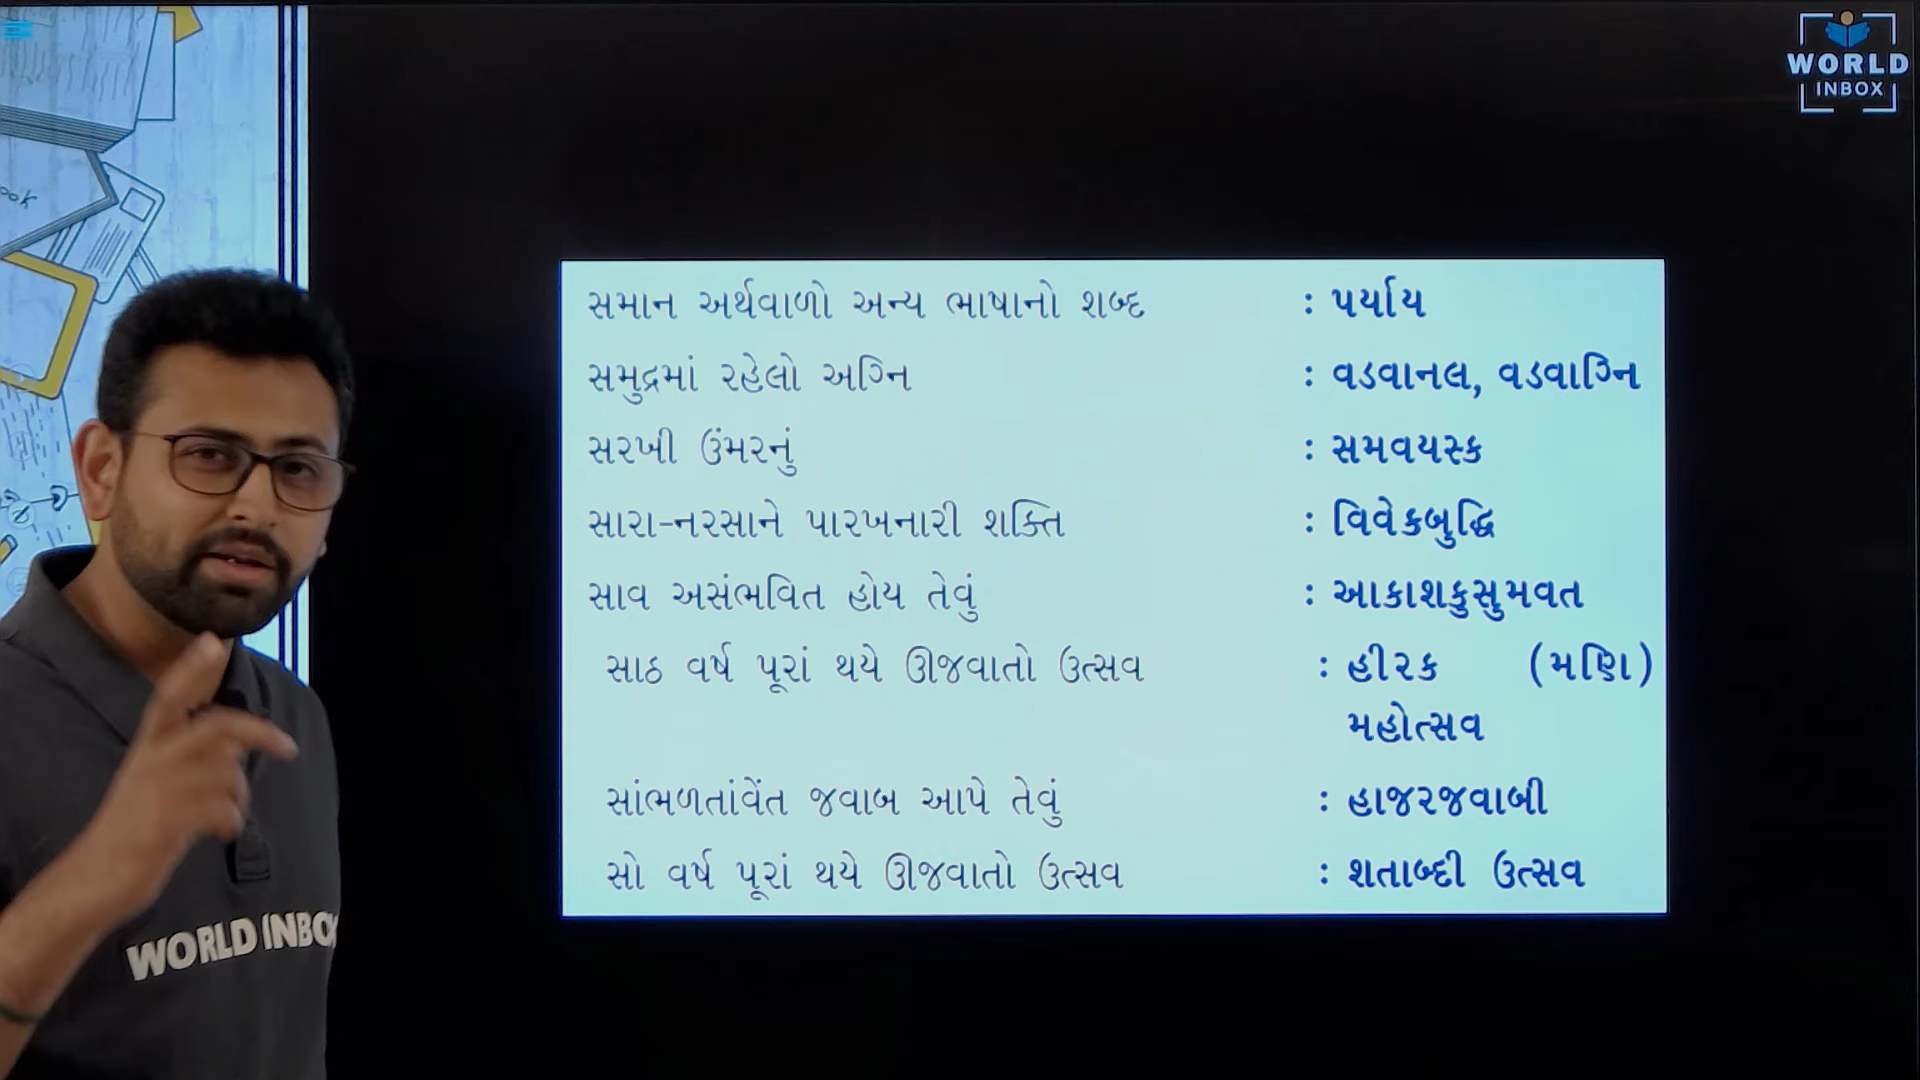 WORLD
INBOX
ook
સમાન અર્થવાળો અન્ય ભાષાનો શબ્દ : પર્યાય
સમુદ્રમાં રહેલો અગ્નિ : વડવાનલ, વડવાગ્નિ
સરખી ઉંમરનું : સમવયસ્ક
સારા-નરસાને પારખનારી શક્તિ : વિવેકબુદ્ધિ
સાવ અસંભવિત હોય તેવું : આકાશકુસુમવત
સાઠ વર્ષ પૂરાં થયે ઊજવાતો ઉત્સવ : હીરક (મણિ)
મહોત્સવ
સાંભળતાંવેંત જવાબ આપે તેવું : હાજરજવાબી
સો વર્ષ પૂરાં થયે ઊજવાતો ઉત્સવ : શતાબ્દી ઉત્સવ
WORLD INBO